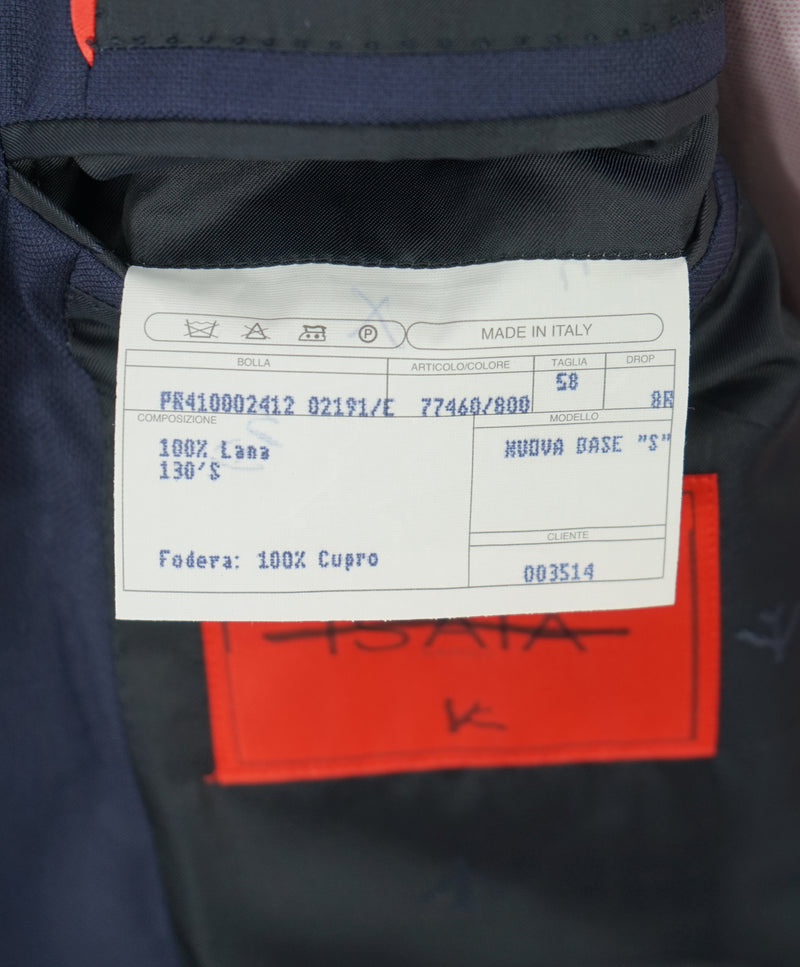 P
MADE IN ITALY
BOLLA
ARTICOLO/COLORE
TAGLIA
DROP
PR410002412 02191/E
77460/800
58
8R
COMPOSIZIONE
MODELLO
100% Lana
130'S
NUOVA BASE "S"
Fodera: 100% Cupro
CLIENTE
003514
ISAIA
K